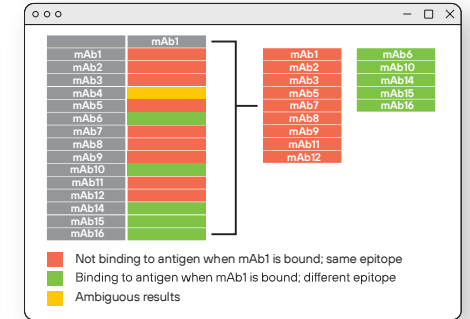 mAb1
mAb1
mAb2
mAb3
mAb4
mAb5
mAb6
mAb7
mAb8
mAb9
mAb10
mAb11
mAb12
mAb14
mAb15
mAb16
mAb1
mAb2
mAb3
mAb5
mAb7
mAb8
mAb9
mAb11
mAb12
mAb6
mAb10
mAb14
mAb15
mAb16
Not binding to antigen when mAb1 is bound; same epitope
Binding to antigen when mAb1 is bound; different epitope
Ambiguous results